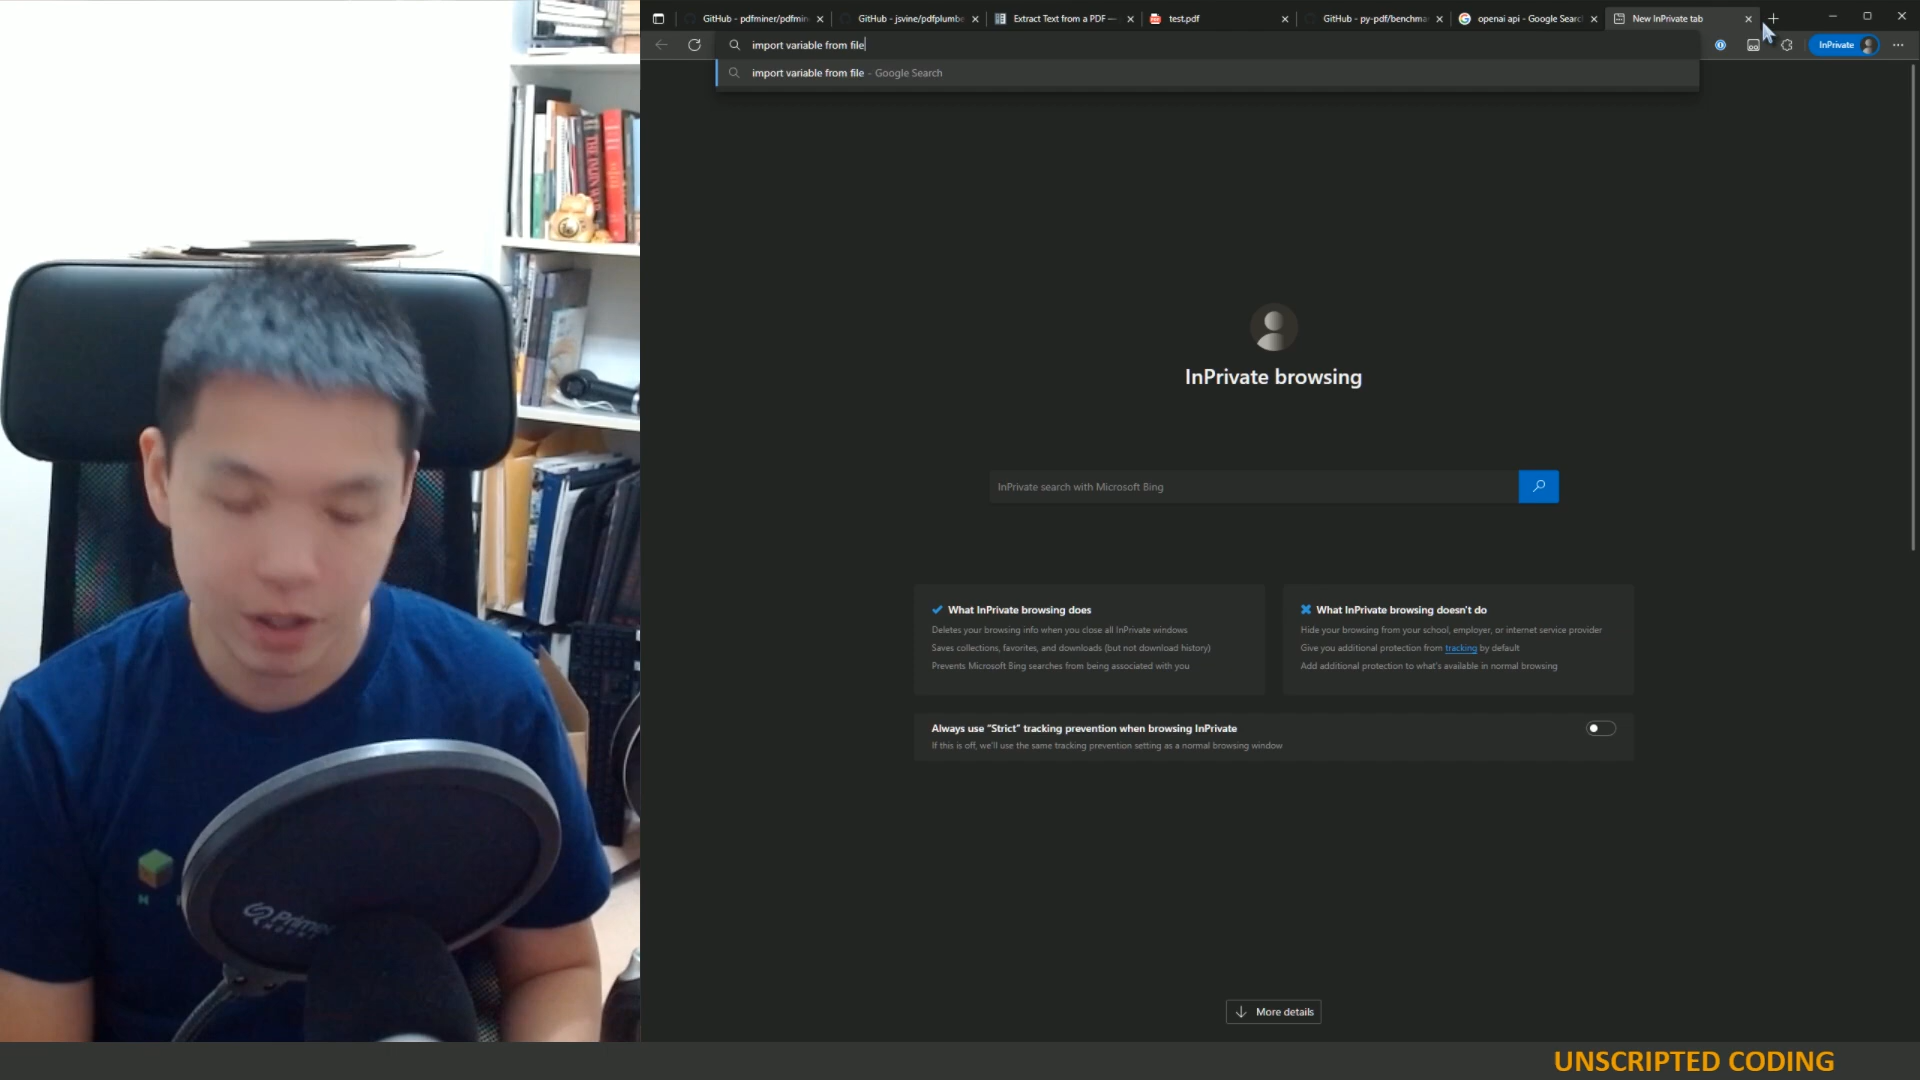 GitHub - pdfminer/pdfmin
GitHub - jsvine/pdfplumbe
Extract Text from a PDF —
test.pdf
GitHub - py-pdf/benchma
openai api - Google Searc
New InPrivate tab
import variable from file
InPrivate
import variable from file - Google Search
InPrivate browsing
InPrivate search with Microsoft Bing
What InPrivate browsing does
Deletes your browsing info when you close all InPrivate windows
Saves collections, favorites, and downloads (but not download history)
Prevents Microsoft Bing searches from being associated with you
What InPrivate browsing doesn't do
Hide your browsing from your school, employer, or internet service provider
Give you additional protection from tracking by default
Add additional protection to what's available in normal browsing
Always use "Strict" tracking prevention when browsing InPrivate
If this is off, we'll use the same tracking prevention setting as a normal browsing window
More details
UNSCRIPTED CODING